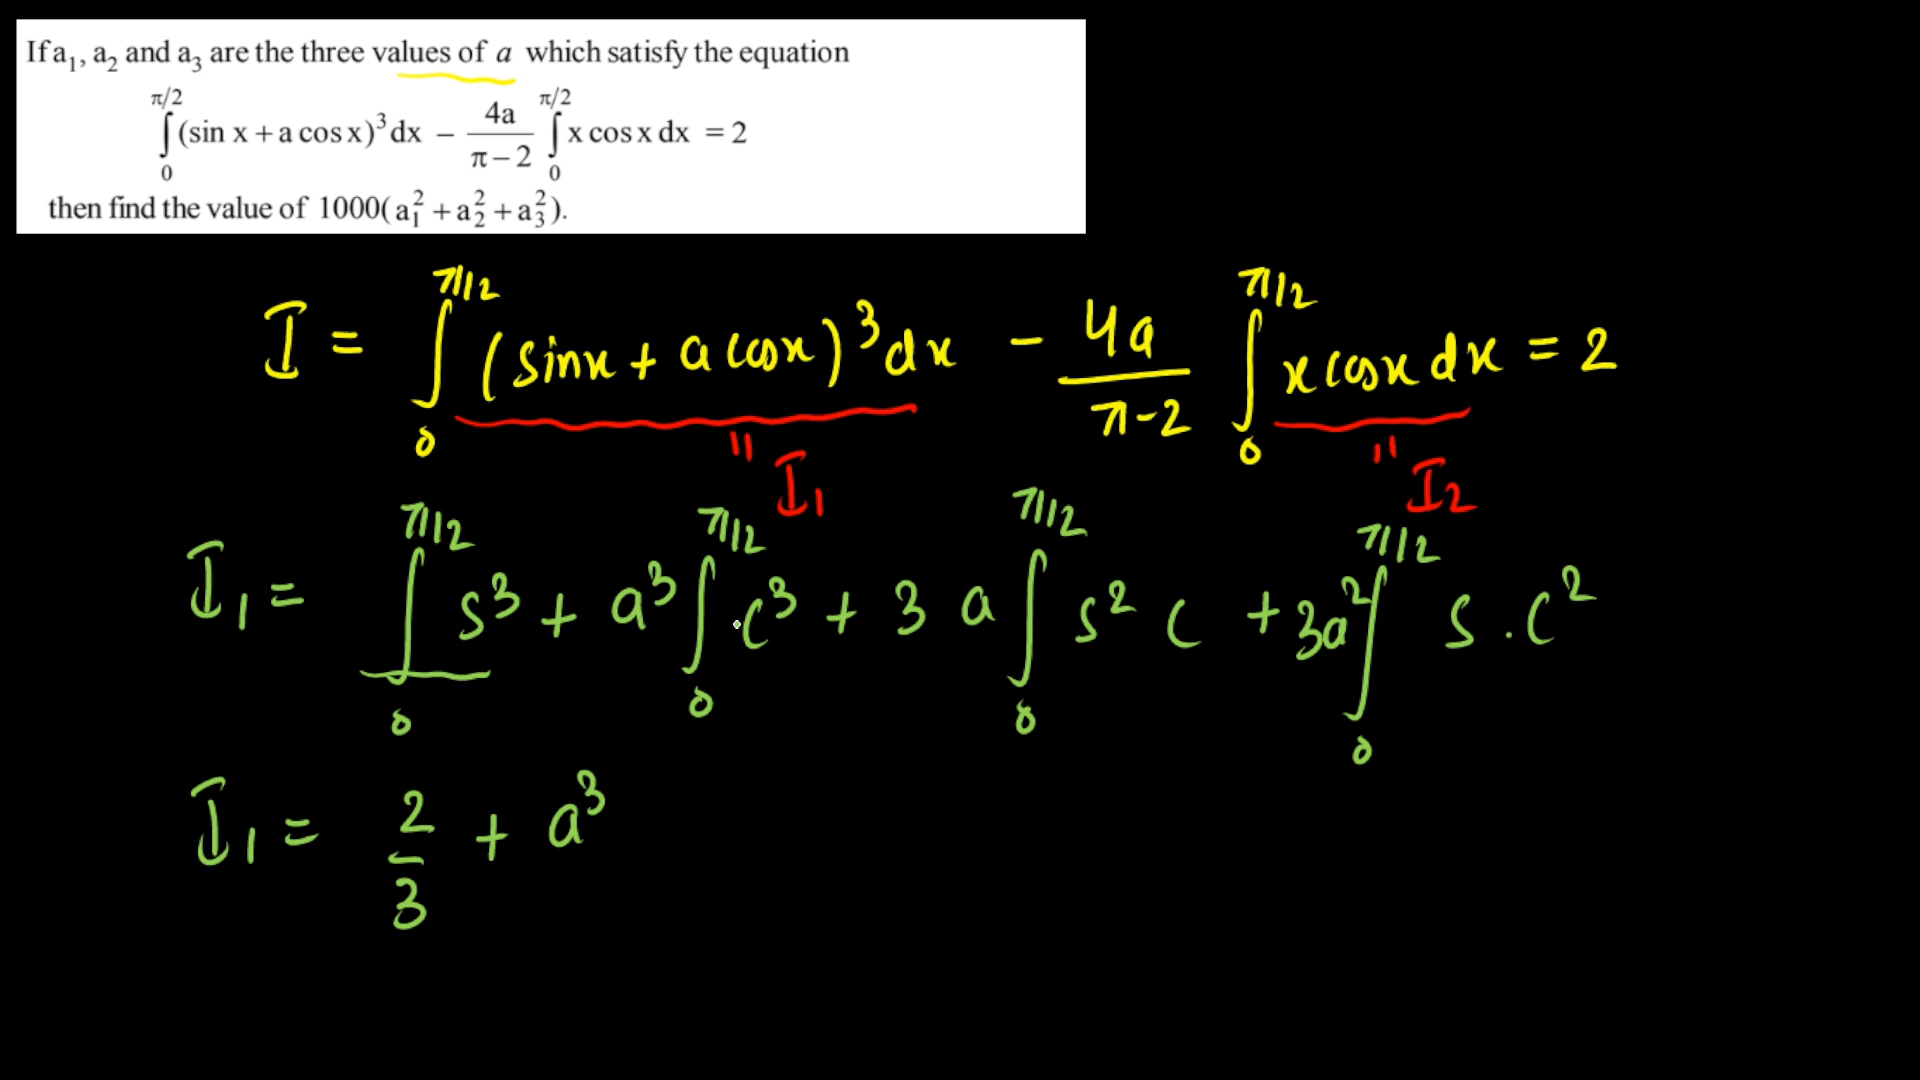 If a₁, a₂ and a₃ are the three values of a which satisfy the equation
∫₀^{π/2} (sin x + a cos x)³ dx − 4a/(π−2) ∫₀^{π/2} x cos x dx = 2
then find the value of 1000(a₁² + a₂² + a₃²).
I = ∫₀^{π/2} (sinx + a cosx)³ dx − 4a/(π-2) ∫₀^{π/2} x cosx dx = 2
" I₁ " I₂
I₁ = ∫₀^{π/2} s³ + a³ ∫₀^{π/2} c³ + 3 a ∫₀^{π/2} s² c + 3a² ∫₀^{π/2} s . c²
I₁ = 2/3 + a³